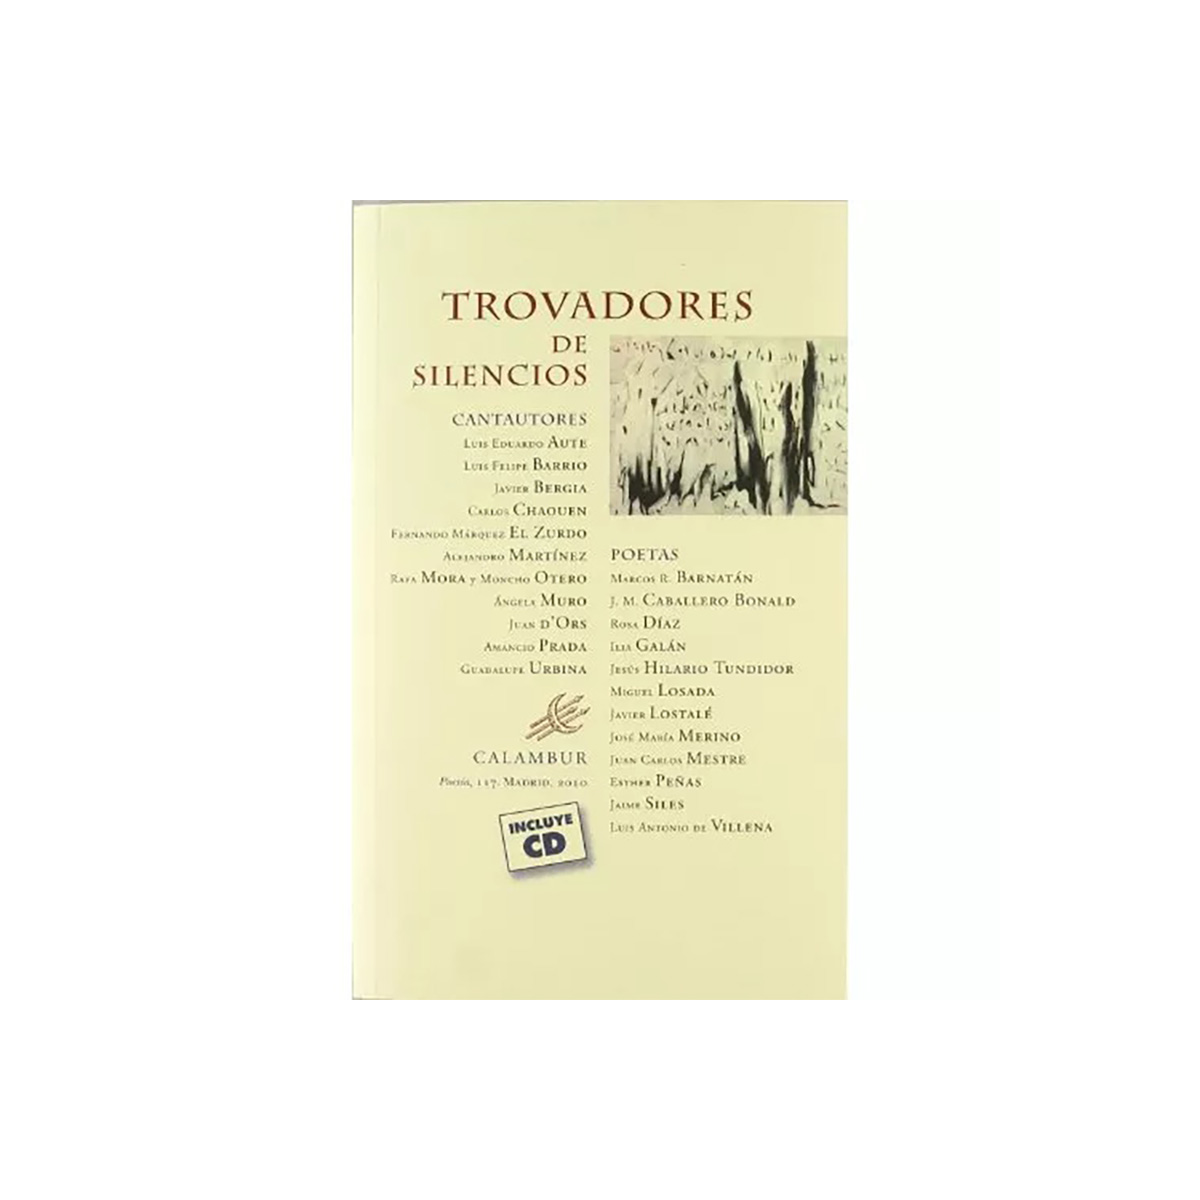 TROVADORES
DE
SILENCIOS
CANTAUTORES
Luis Eduardo AUTE
Luis Felipe BARRIO
Javier BERGIA
Carlos CHAOUEN
Fernando Márquez EL ZURDO
Alejandro MARTÍNEZ
Rafa MORA y Moncho OTERO
Ángela MURO
Juan D'ORS
Amancio PRADA
Guadalupe URBINA
CALAMBUR
Poesía, 117. MADRID, 2010
INCLUYE
CD
POETAS
Marcos R. BARNATÁN
J. M. CABALLERO BONALD
Rosa DÍAZ
Ilia GALÁN
Jesús HILARIO TUNDIDOR
Miguel LOSADA
Javier LOSTALÉ
José María MERINO
Juan Carlos MESTRE
Esther PEÑAS
Jaime SILES
Luis Antonio de VILLENA